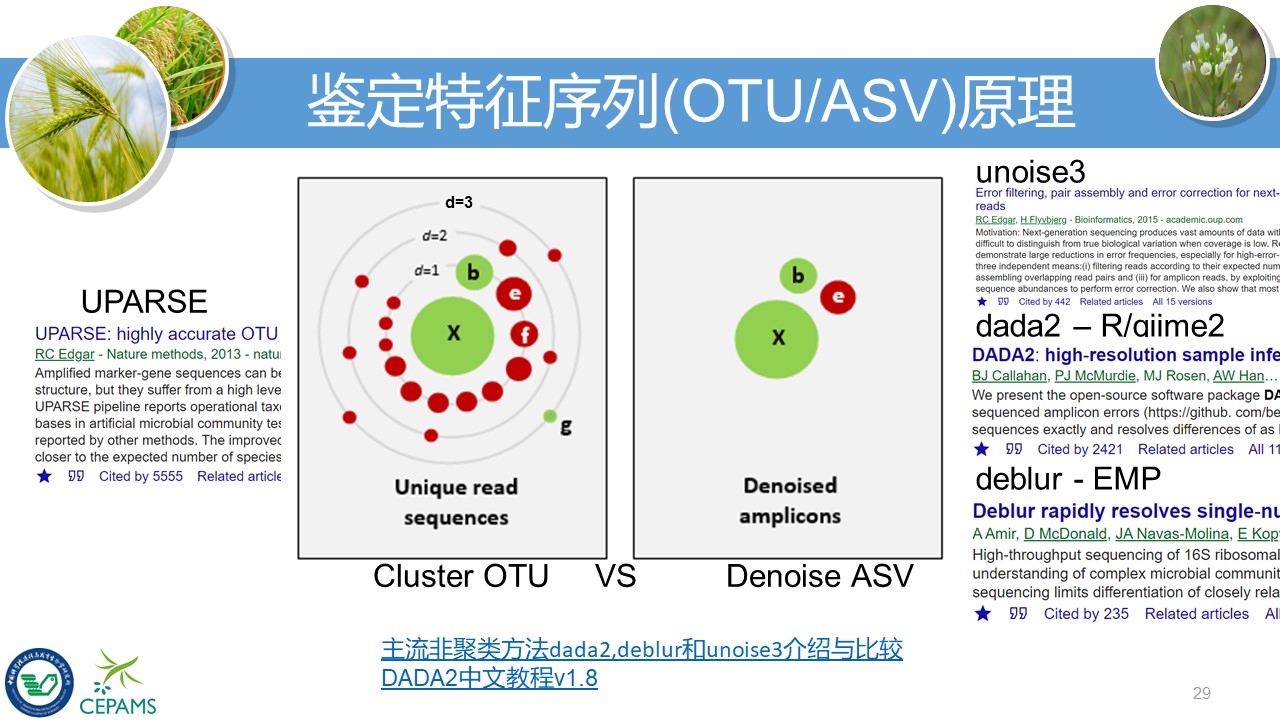 鉴定特征序列(OTU/ASV)原理
UPARSE
UPARSE: highly accurate OTU
RC Edgar - Nature methods, 2013 - natu
Amplified marker-gene sequences can be
structure, but they suffer from a high leve
UPARSE pipeline reports operational tax
bases in artificial microbial community tes
reported by other methods. The improved
closer to the expected number of species
Cited by 5555 Related article
d=3
d=2
d=1
b
e
X
f
g
Unique read
sequences
b
e
X
Denoised
amplicons
Cluster OTU VS Denoise ASV
unoise3
Error filtering, pair assembly and error correction for next-
reads
RC Edgar, H Flyvbjerg - Bioinformatics, 2015 - academic.oup.com
Motivation: Next-generation sequencing produces vast amounts of data wit
difficult to distinguish from true biological variation when coverage is low. Re
demonstrate large reductions in error frequencies, especially for high-error-
three independent means:(i) filtering reads according to their expected num
assembling overlapping read pairs and (iii) for amplicon reads, by exploiting
sequence abundances to perform error correction. We also show that most
Cited by 442 Related articles All 15 versions
dada2 – R/qiime2
DADA2: high-resolution sample infe
BJ Callahan, PJ McMurdie, MJ Rosen, AW Han…
We present the open-source software package DA
sequenced amplicon errors (https://github. com/be
sequences exactly and resolves differences of as
Cited by 2421 Related articles All 11
deblur - EMP
Deblur rapidly resolves single-nu
A Amir, D McDonald, JA Navas-Molina, E Kop
High-throughput sequencing of 16S ribosomal
understanding of complex microbial communit
sequencing limits differentiation of closely rela
Cited by 235 Related articles All
主流非聚类方法dada2,deblur和unoise3介绍与比较
DADA2中文教程v1.8
CEPAMS
29